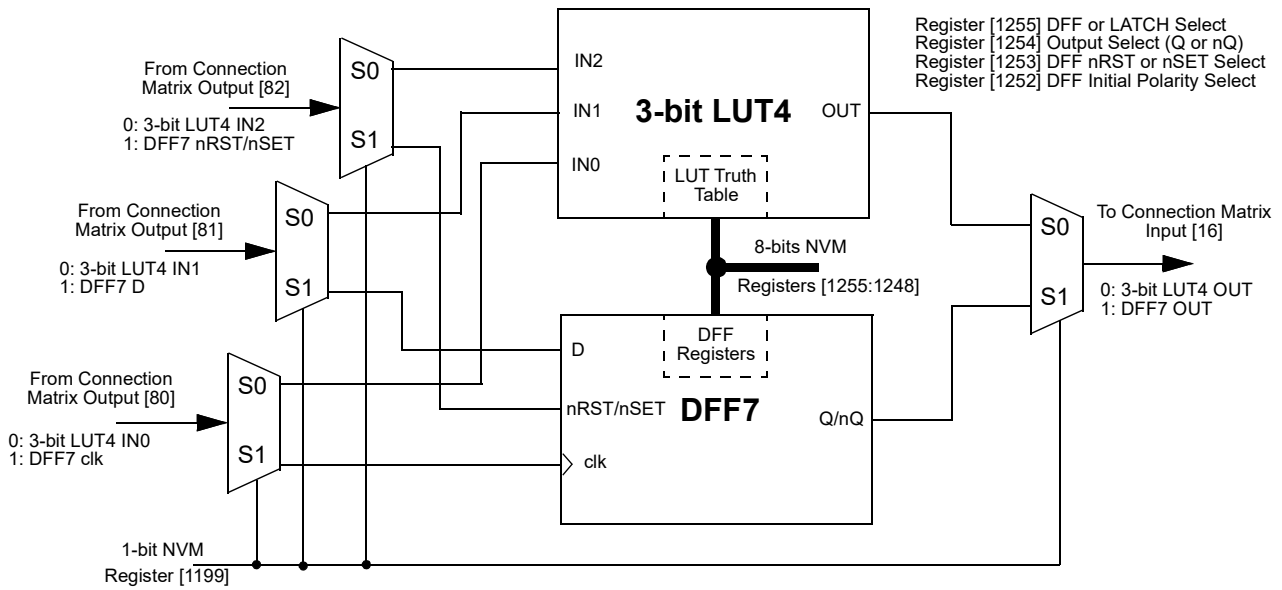 Register [1255] DFF or LATCH Select
Register [1254] Output Select (Q or nQ)
Register [1253] DFF nRST or nSET Select
Register [1252] DFF Initial Polarity Select
From Connection
Matrix Output [82]
0: 3-bit LUT4 IN2
1: DFF7 nRST/nSET
S0
S1
IN2
IN1
IN0
3-bit LUT4
OUT
LUT Truth
Table
From Connection
Matrix Output [81]
0: 3-bit LUT4 IN1
1: DFF7 D
S0
S1
8-bits NVM
Registers [1255:1248]
S0
S1
To Connection Matrix
Input [16]
0: 3-bit LUT4 OUT
1: DFF7 OUT
From Connection
Matrix Output [80]
0: 3-bit LUT4 IN0
1: DFF7 clk
S0
S1
DFF
Registers
D
nRST/nSET
DFF7
Q/nQ
clk
1-bit NVM
Register [1199]